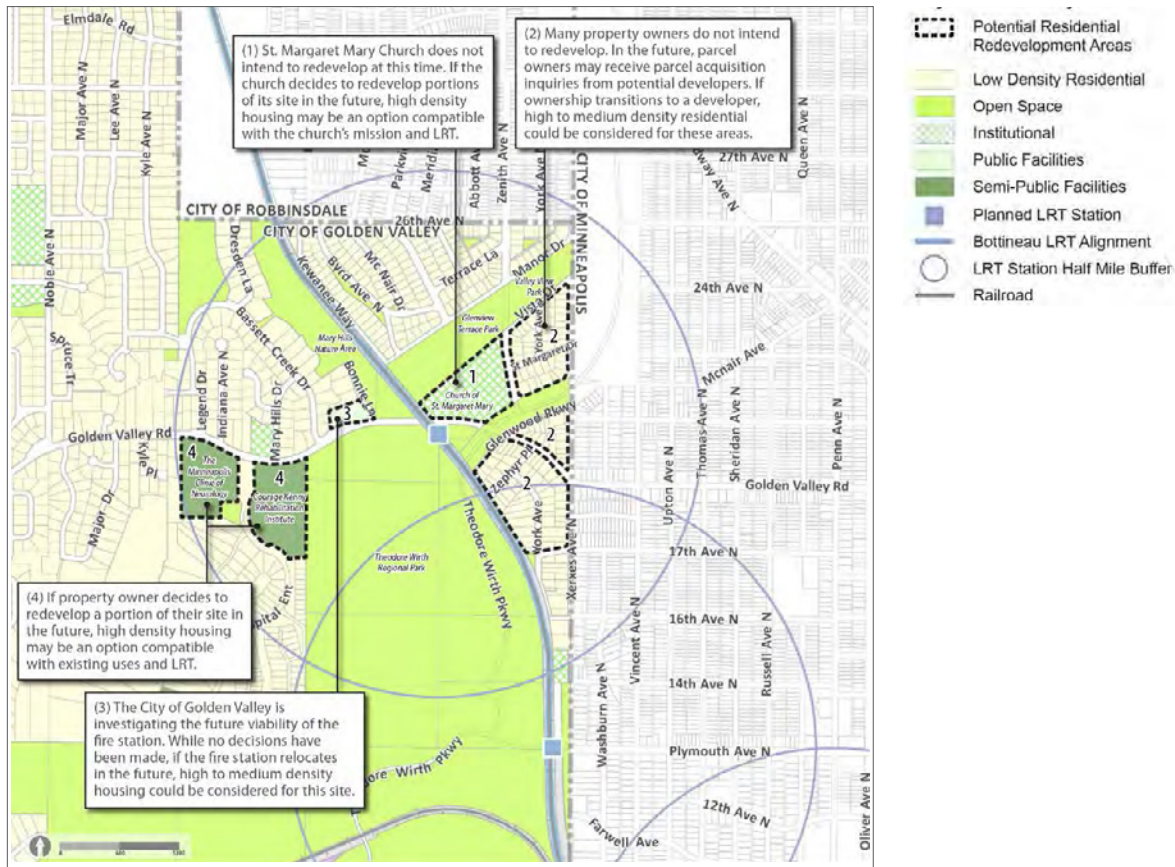 Elmdale Rd
Major Ave N
Lee Ave N
Kyle Ave N
(1) St. Margaret Mary Church does not
intend to redevelop at this time. If the
church decides to redevelop portions
of its site in the future, high density
housing may be an option compatible
with the church's mission and LRT.
(2) Many property owners do not intend
to redevelop. In the future, parcel
owners may receive parcel acquisition
inquiries from potential developers. If
ownership transitions to a developer,
high to medium density residential
could be considered for these areas.
Potential Residential
Redevelopment Areas
Low Density Residential
Open Space
Institutional
Public Facilities
Semi-Public Facilities
Planned LRT Station
Bottineau LRT Alignment
LRT Station Half Mile Buffer
Railroad
Queen Ave N
27th Ave N
Abbott Av
Zenith Ave N
York Ave N
CITY OF MINNEAPOLIS
CITY OF ROBBINSDALE
26th Ave N
CITY OF GOLDEN VALLEY
Noble Ave N
Dresden La
Kewanee Way
Byrd Ave N
Mc Nair Dr
Terrace La
Manor Dr
Valley View
Park
Vista Dr
24th Ave N
Glenview
Terrace Park
York Ave
2
St Margaret Dr
Mary Hills
Nature Area
Bassett Creek Dr
Bonnie La
Spruce Tr
Legend Dr
Indiana Ave N
Mary Hills Dr
1
Church of
St. Margaret Mary
3
Mcnair Ave
Thomas Ave N
Sheridan Ave N
Penn Ave N
Golden Valley Rd
Kyle Pl
Major Dr
4
The
Minneapolis
Clinic of
Neurology
4
Courage Kenny
Rehabilitation
Institute
Glenwood Pkwy
2
Zephyr Pl
2
York Ave
Xerxes Ave N
Upton Ave N
Golden Valley Rd
17th Ave N
Theodore Wirth Pkwy
Theodore Wirth
Regional Park
(4) If property owner decides to
redevelop a portion of their site in
the future, high density housing
may be an option compatible
with existing uses and LRT.
16th Ave N
Vincent Ave N
Russell Ave N
14th Ave N
Washburn Ave N
(3) The City of Golden Valley is
investigating the future viability of the
fire station. While no decisions have
been made, if the fire station relocates
in the future, high to medium density
housing could be considered for this site.
Plymouth Ave N
12th Ave N
Farwell Ave
Oliver Ave N